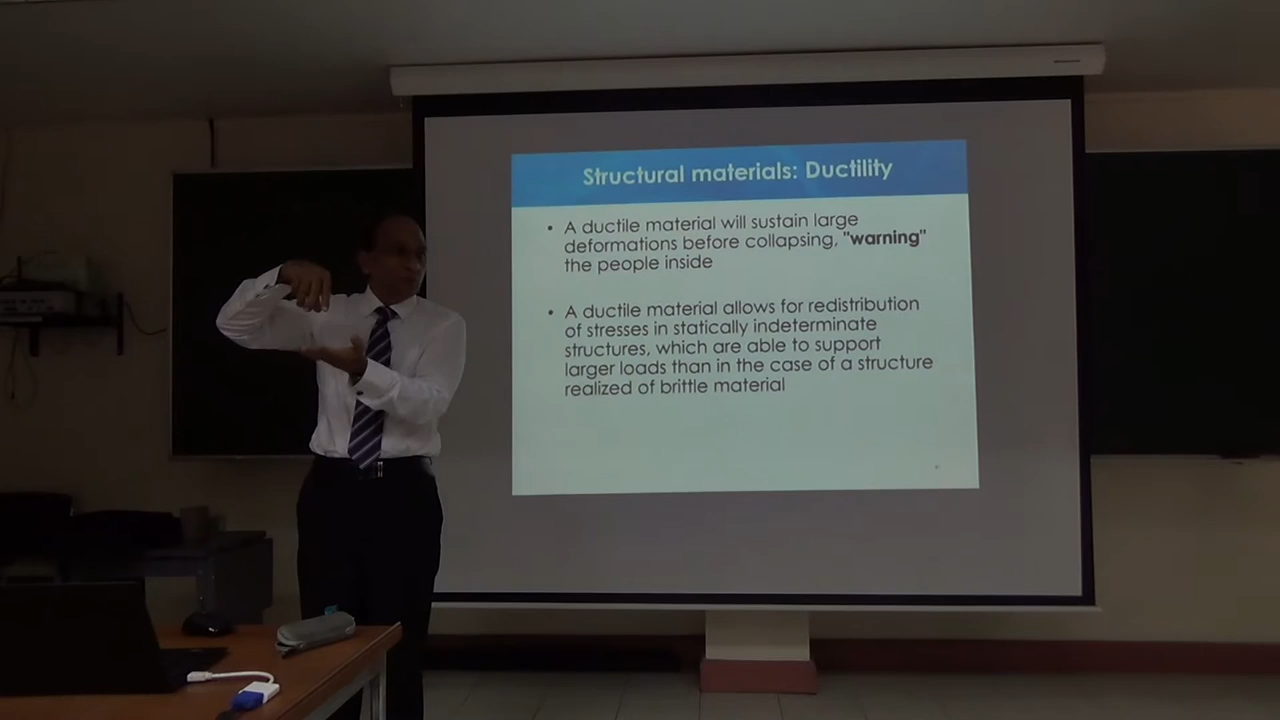 Structural materials: Ductility
• A ductile material will sustain large
deformations before collapsing, "warning"
the people inside
• A ductile material allows for redistribution
of stresses in statically indeterminate
structures, which are able to support
larger loads than in the case of a structure
realized of brittle material